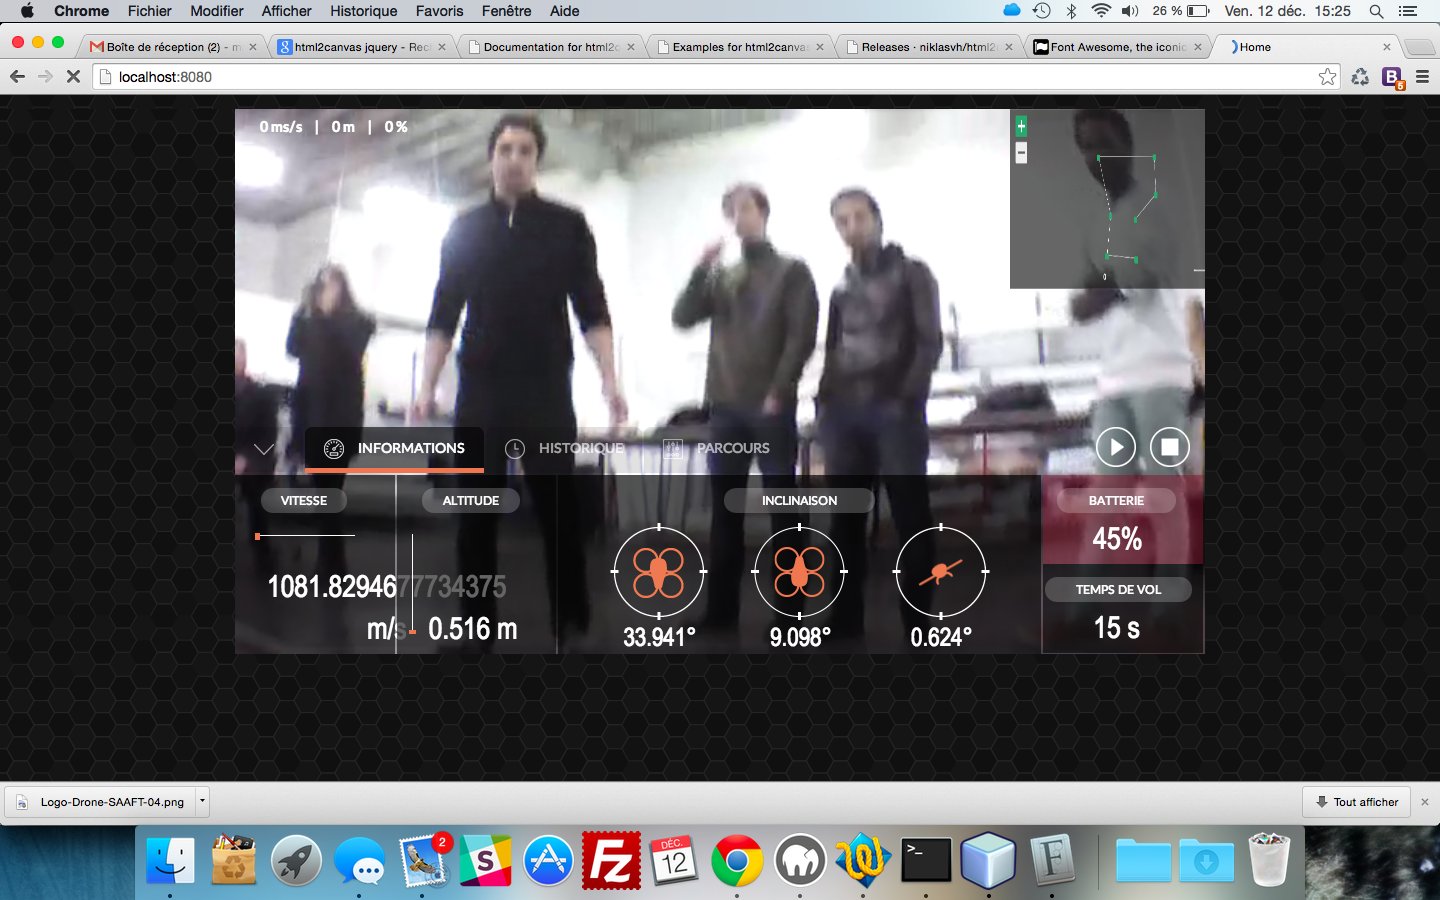 Chrome Fichier Modifier Afficher Historique Favoris Fenêtre Aide 26 % Ven. 12 déc. 15:25
Boîte de réception (2) - m
html2canvas jquery - Rec
Documentation for html2c
Examples for html2canva
Releases · niklasvh/html2
Font Awesome, the iconic
Home
localhost:8080
B
6
0 ms/s | 0 m | 0 %
+
−
0
INFORMATIONS
HISTORIQUE
PARCOURS
VITESSE
ALTITUDE
INCLINAISON
BATTERIE
45%
1081.8294677734375
m/s
0.516 m
33.941°
9.098°
0.624°
TEMPS DE VOL
15 s
Logo-Drone-SAAFT-04.png
Tout afficher
2
S
Fz
DÉC.
12
>_
F